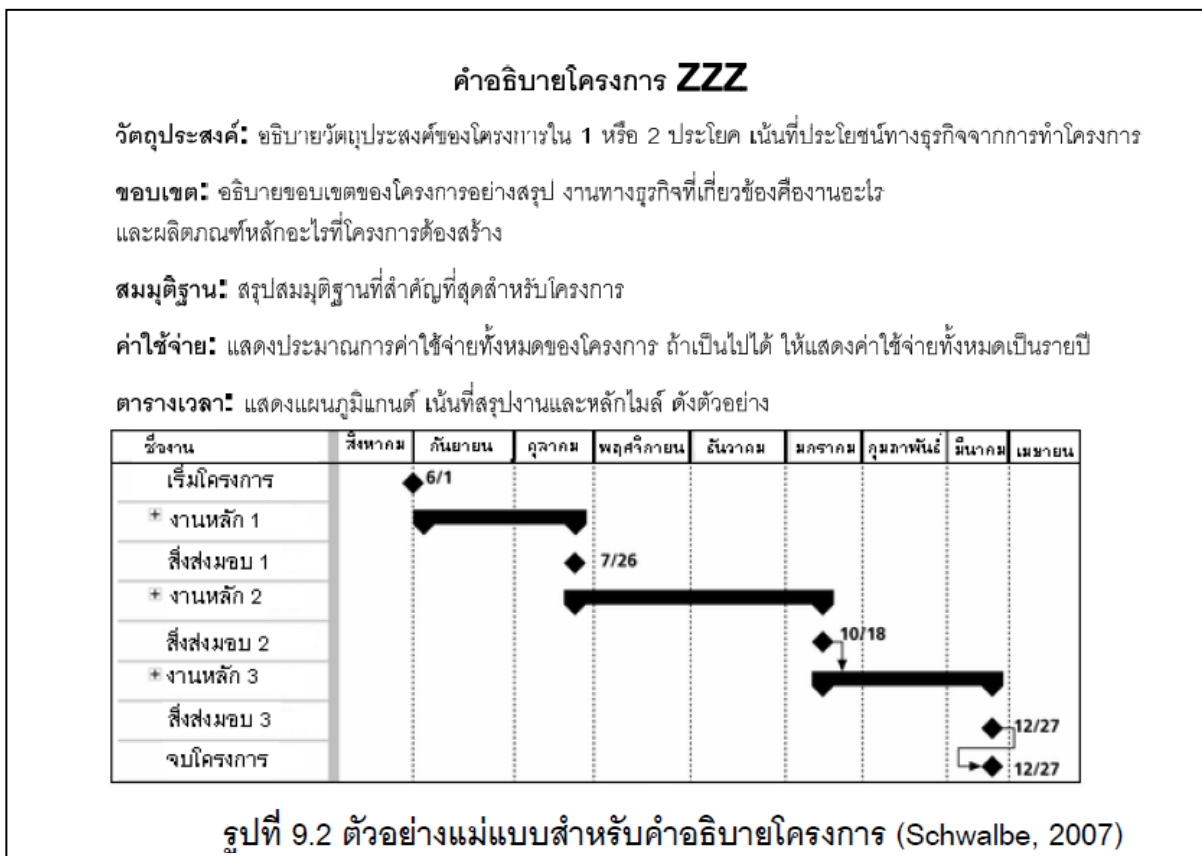 คำอธิบายโครงการ ZZZ
วัตถุประสงค์: อธิบายวัตถุประสงค์ของโครงการใน 1 หรือ 2 ประโยค เน้นที่ประโยชน์ทางธุรกิจจากการทำโครงการ
ขอบเขต: อธิบายขอบเขตของโครงการอย่างสรุป งานทางธุรกิจที่เกี่ยวข้องคืองานอะไร
และผลิตภณฑ์หลักอะไรที่โครงการต้องสร้าง
สมมุติฐาน: สรุปสมมุติฐานที่สำคัญที่สุดสำหรับโครงการ
ค่าใช้จ่าย: แสดงประมาณการค่าใช้จ่ายทั้งหมดของโครงการ ถ้าเป็นไปได้ ให้แสดงค่าใช้จ่ายทั้งหมดเป็นรายปี
ตารางเวลา: แสดงแผนภูมิแกนต์ เน้นที่สรุปงานและหลักไมล์ ดังตัวอย่าง
ชื่องาน สิงหาคม กันยายน ตุลาคม พฤศจิกายน ธันวาคม มกราคม กุมภาพันธ์ มีนาคม เมษายน
เริ่มโครงการ 6/1
+ งานหลัก 1
สิ่งส่งมอบ 1 7/26
+ งานหลัก 2
สิ่งส่งมอบ 2 10/18
+ งานหลัก 3
สิ่งส่งมอบ 3 12/27
จบโครงการ 12/27
รูปที่ 9.2 ตัวอย่างแม่แบบสำหรับคำอธิบายโครงการ (Schwalbe, 2007)